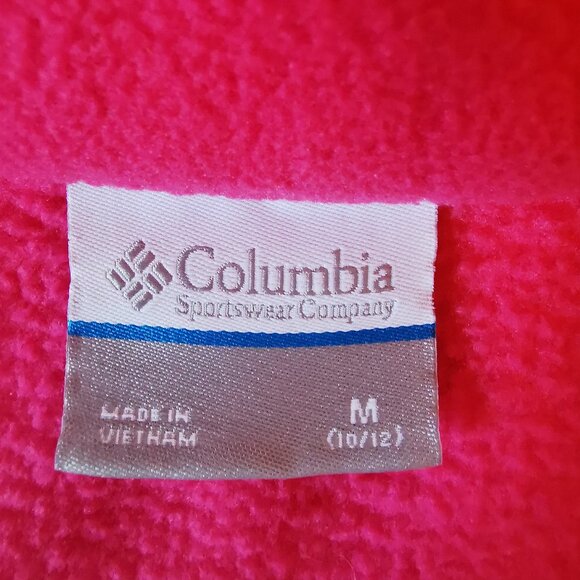 Columbia
Sportswear Company
MADE IN
VIETNAM
M
(10/12)